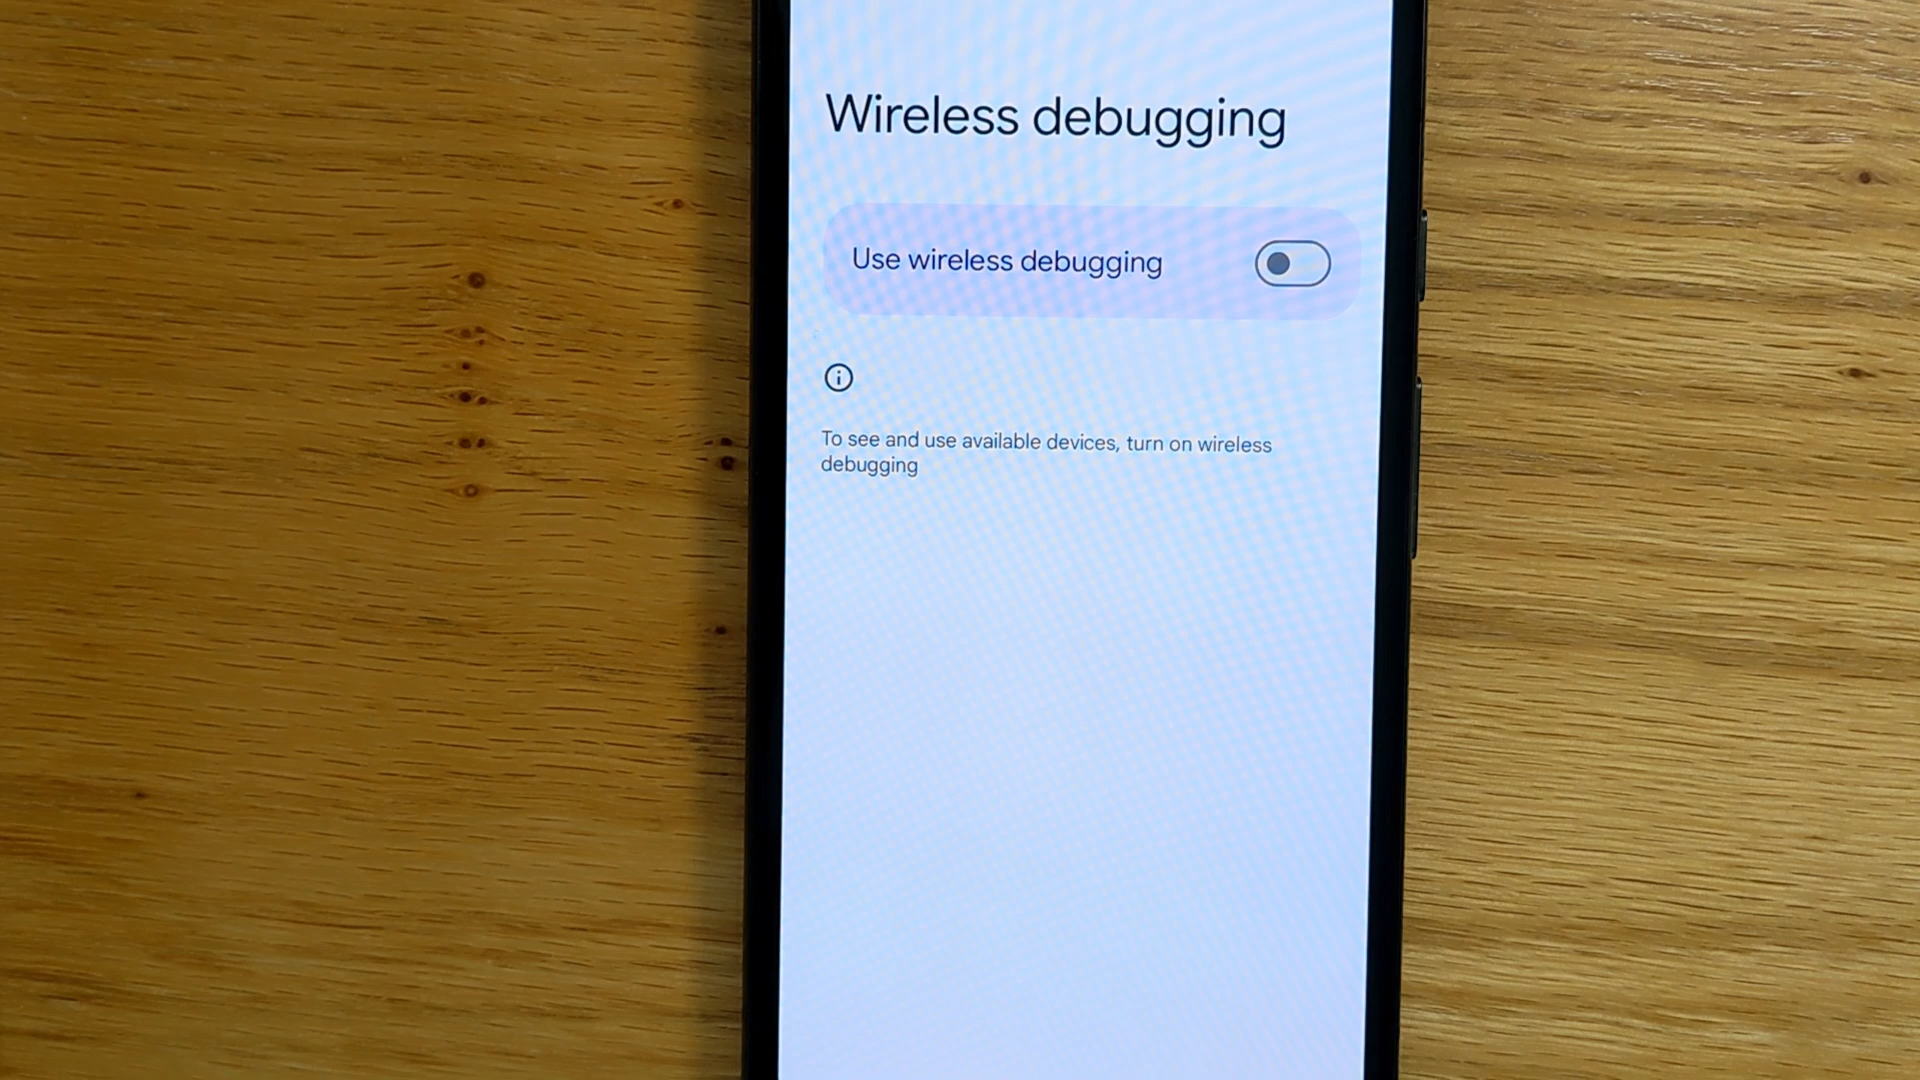 Wireless debugging
Use wireless debugging
To see and use available devices, turn on wireless
debugging